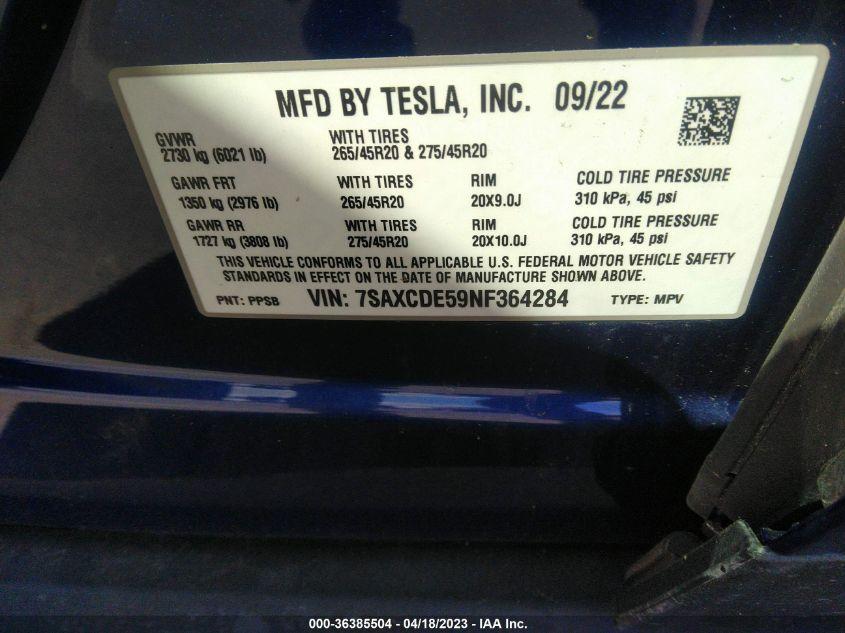 MFD BY TESLA, INC. 09/22
GVWR WITH TIRES
2730 kg (6021 lb) 265/45R20 & 275/45R20
GAWR FRT WITH TIRES RIM COLD TIRE PRESSURE
1350 kg (2976 lb) 265/45R20 20X9.0J 310 kPa, 45 psi
GAWR RR WITH TIRES RIM COLD TIRE PRESSURE
1727 kg (3808 lb) 275/45R20 20X10.0J 310 kPa, 45 psi
THIS VEHICLE CONFORMS TO ALL APPLICABLE U.S. FEDERAL MOTOR VEHICLE SAFETY
STANDARDS IN EFFECT ON THE DATE OF MANUFACTURE SHOWN ABOVE.
PNT: PPSB VIN: 7SAXCDE59NF364284 TYPE: MPV
000-36385504 - 04/18/2023 - © IAA Inc.